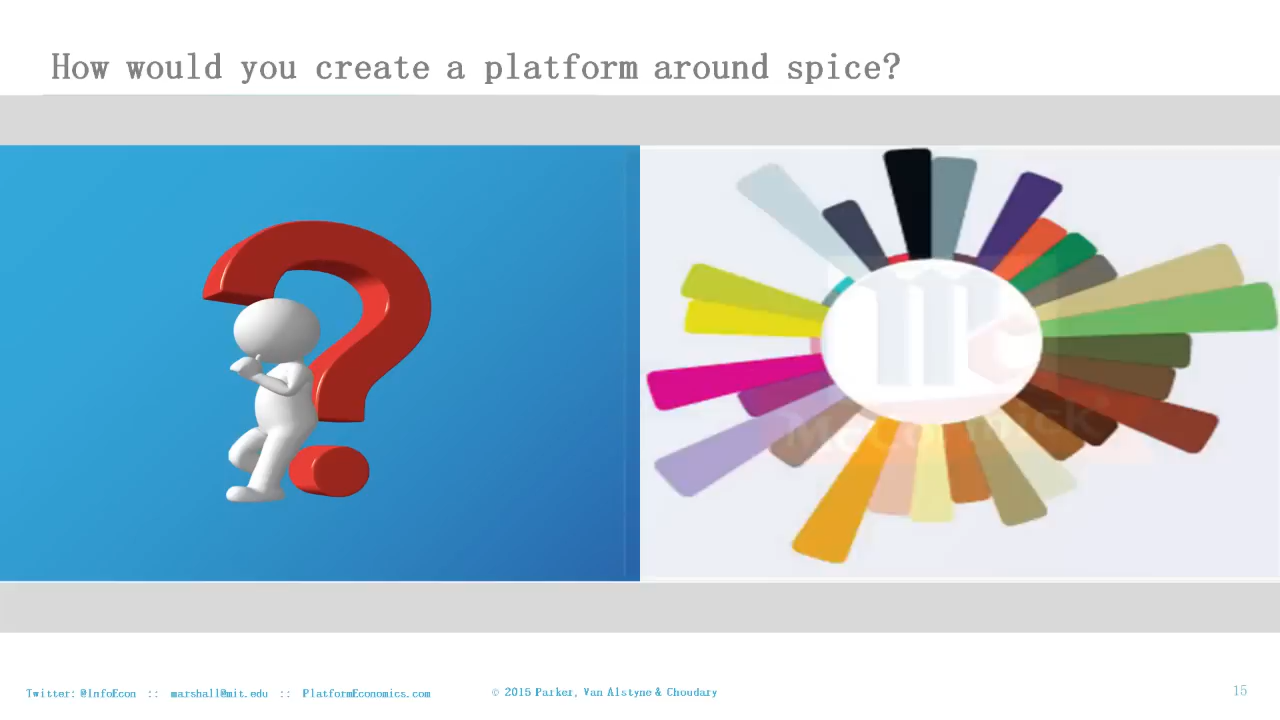 How would you create a platform around spice?
McCormick
Twitter: @InfoEcon :: marshall@mit.edu :: PlatformEconomics.com
© 2015 Parker, Van Alstyne & Choudary
15